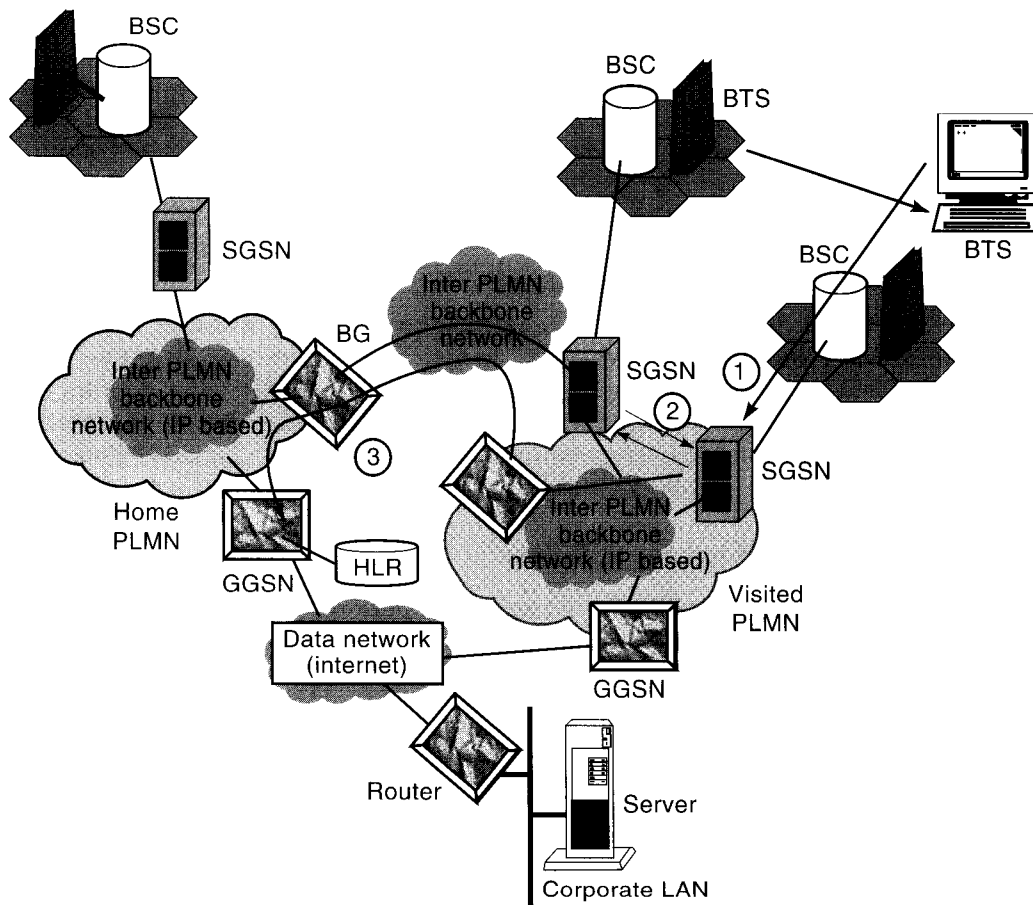 BSC
BSC
BTS
BTS
BSC
SGSN
Inter PLMN
backbone
network
BG
SGSN
1
2
SGSN
Inter PLMN
backbone
network (IP based)
3
Home
PLMN
Inter PLMN
backbone
network (IP based)
GGSN
HLR
Visited
PLMN
Data network
(internet)
GGSN
Router
Server
Corporate LAN